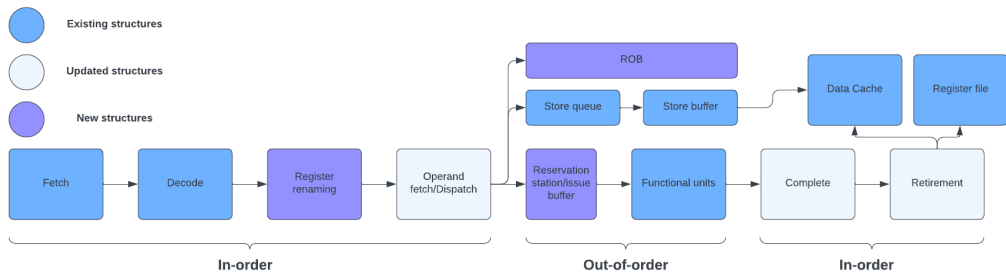 Existing structures
Updated structures
New structures
ROB
Store queue
Store buffer
Data Cache
Register file
Fetch
Decode
Register
renaming
Operand
fetch/Dispatch
Reservation
station/issue
buffer
Functional units
Complete
Retirement
In-order
Out-of-order
In-order